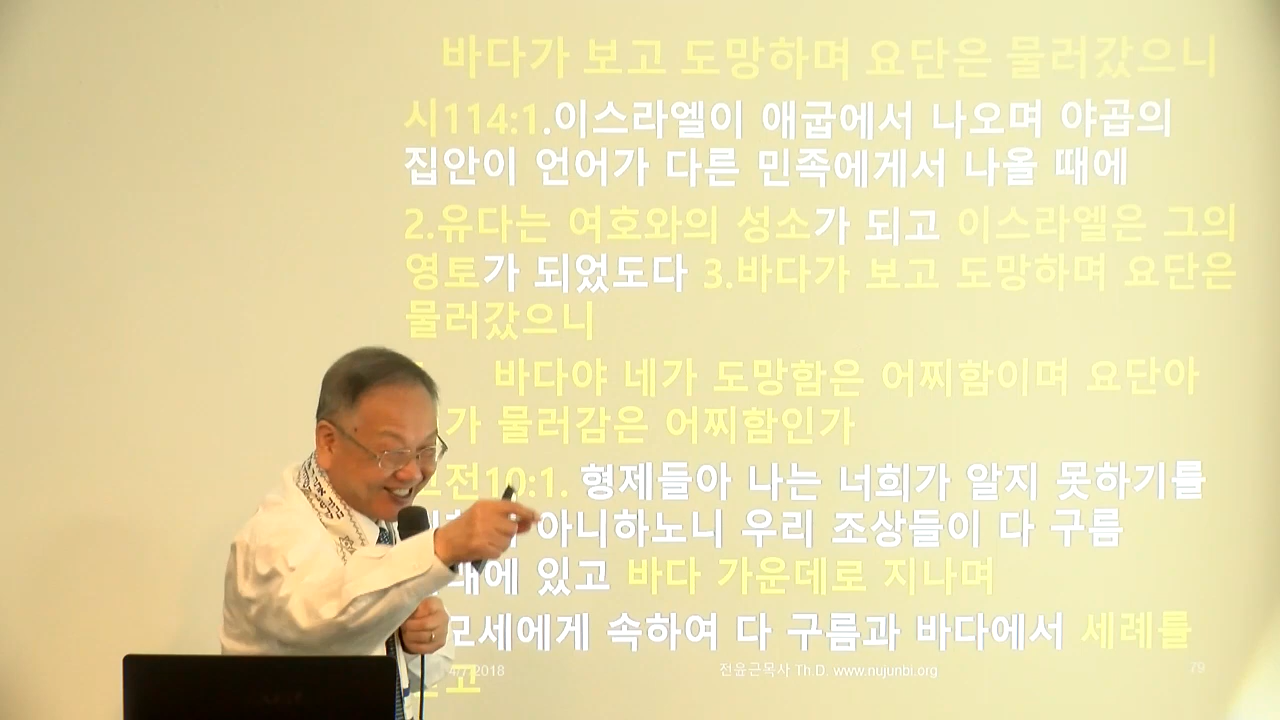 바다가 보고 도망하며 요단은 물러갔으니
시114:1.이스라엘이 애굽에서 나오며 야곱의
집안이 언어가 다른 민족에게서 나올 때에
2.유다는 여호와의 성소가 되고 이스라엘은 그의
영토가 되었도다 3.바다가 보고 도망하며 요단은
물러갔으니
바다야 네가 도망함은 어찌함이며 요단아
가 물러감은 어찌함인가
전10:1. 형제들아 나는 너희가 알지 못하기를
아니하노니 우리 조상들이 다 구름
에 있고 바다 가운데로 지나며
모세에게 속하여 다 구름과 바다에서 세례를
고
4/7/2018 전윤근목사 Th.D. www.nujunbi.org 79